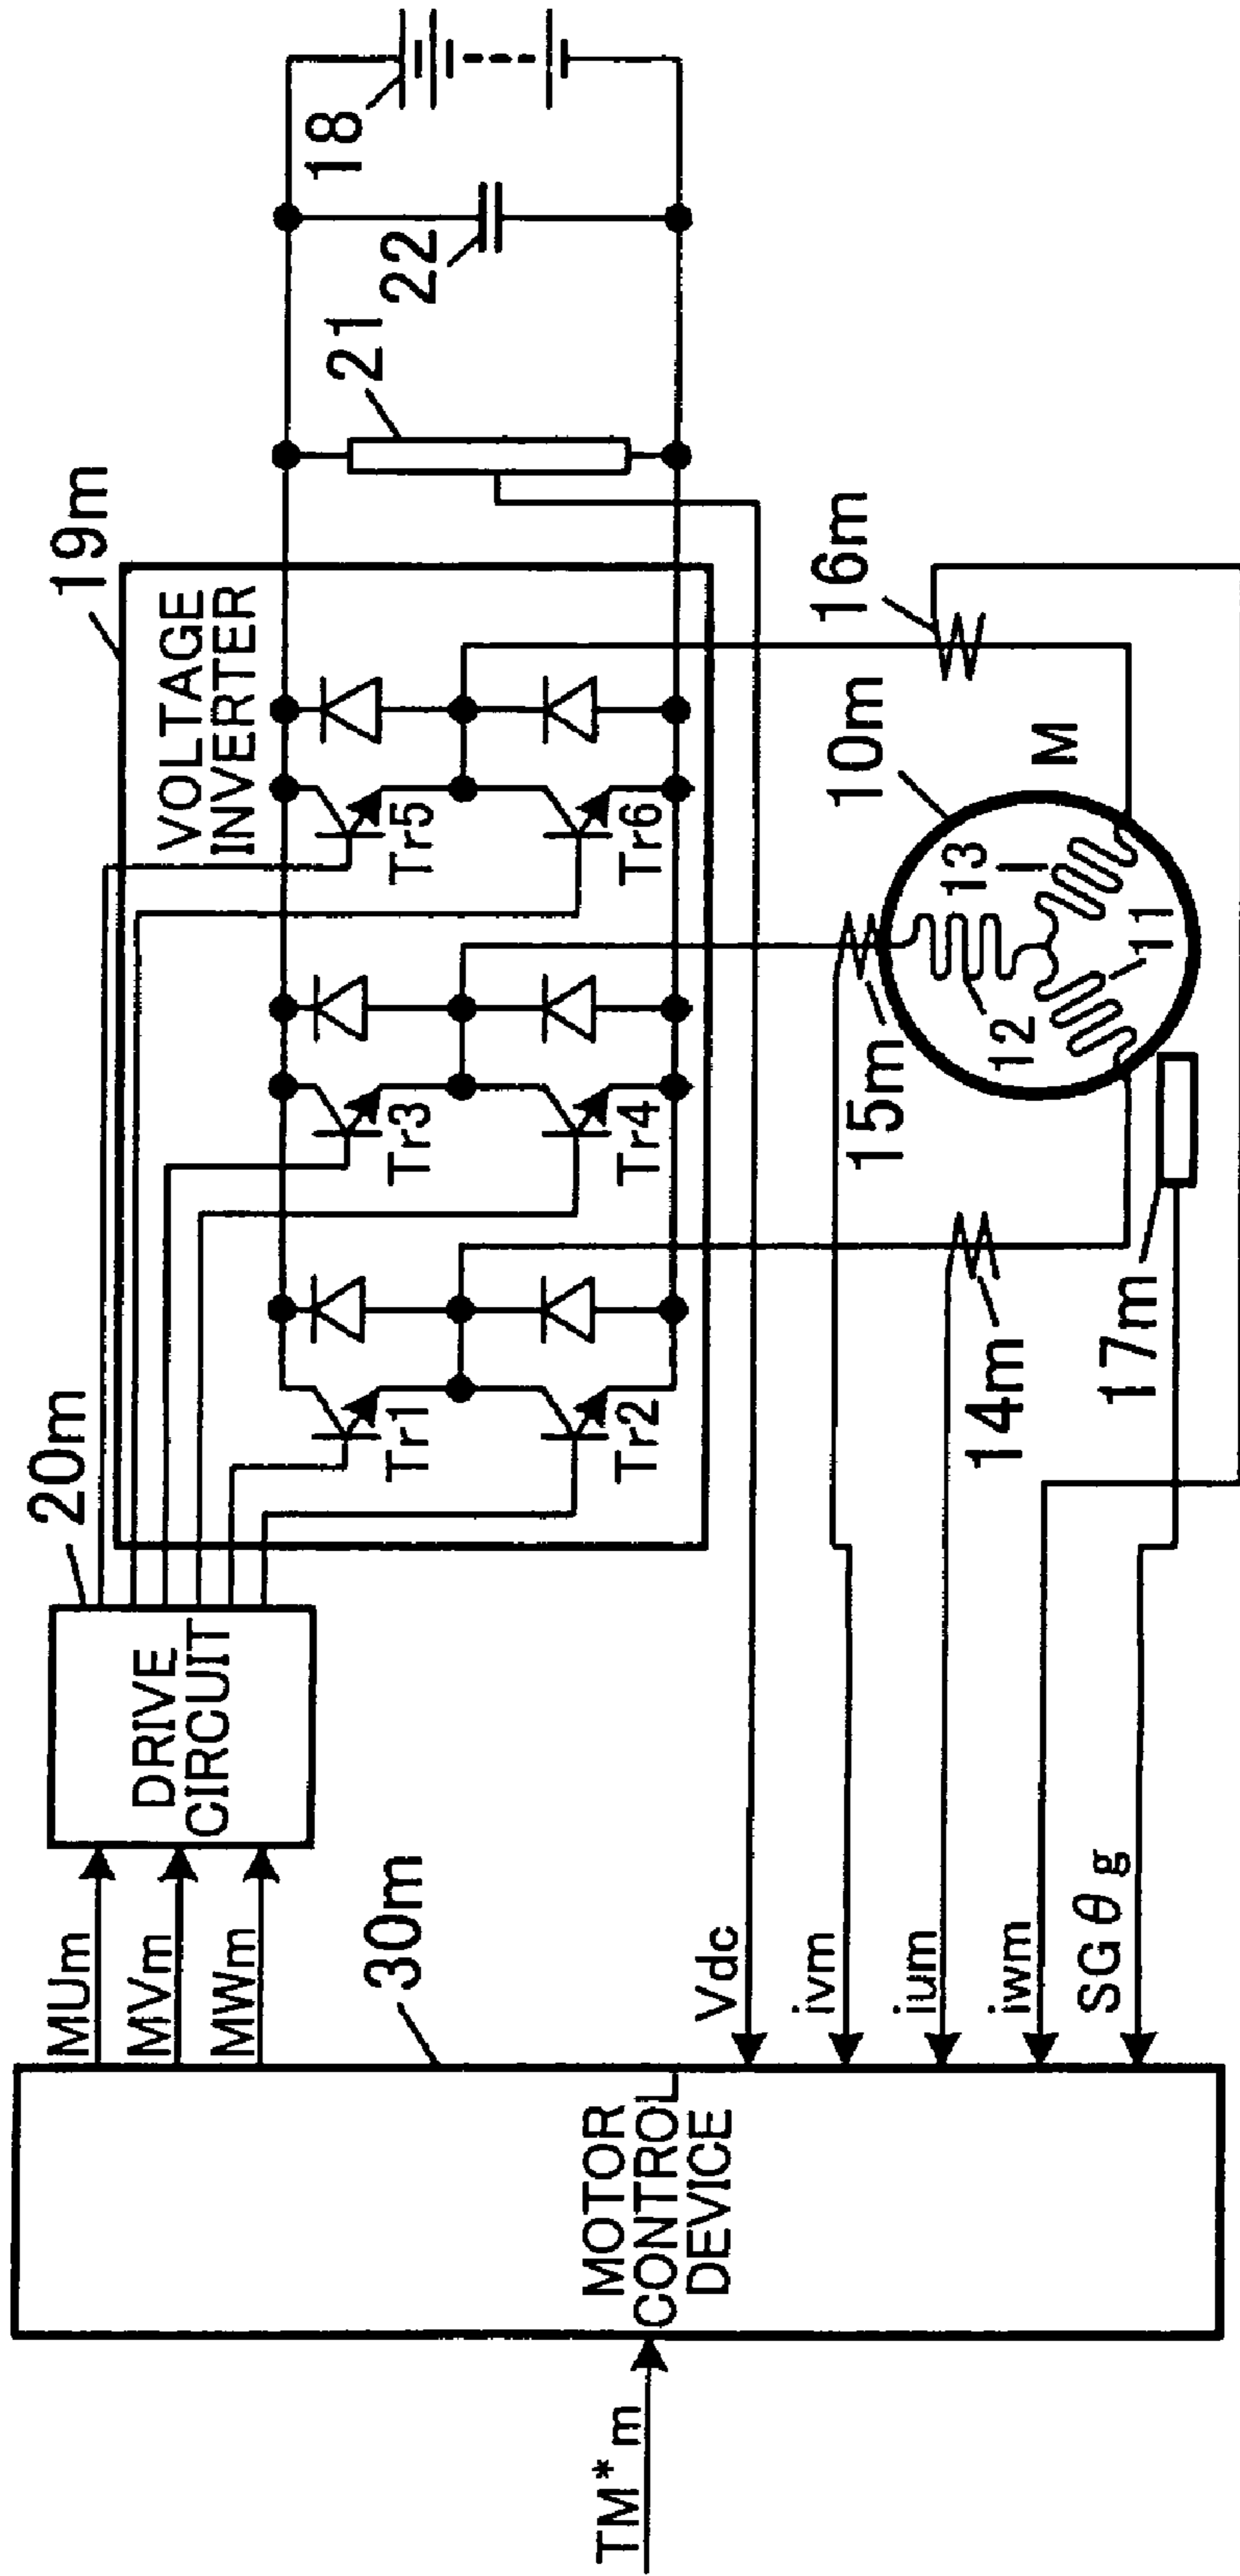 TM*m
MOTOR
CONTROL
DEVICE
30m
MUm
MVm
MWm
Vdc
ivm
ium
iwm
SGθg
DRIVE
CIRCUIT
20m
19m
VOLTAGE
INVERTER
Tr1
Tr2
Tr3
Tr4
Tr5
Tr6
21
22
18
14m
15m
16m
17m
10m
M
11
12
13